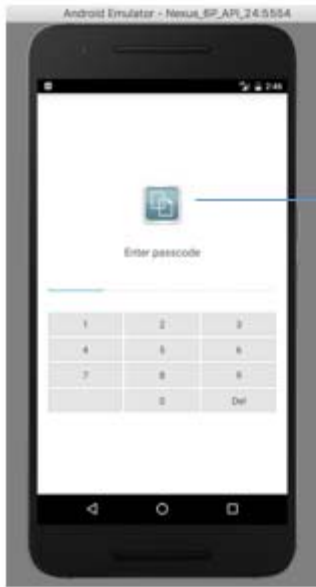 Android Emulator - Nexus_6P_API_24:5554
2:46
Enter passcode
1 2 3
4 5 6
7 8 9
0 Del